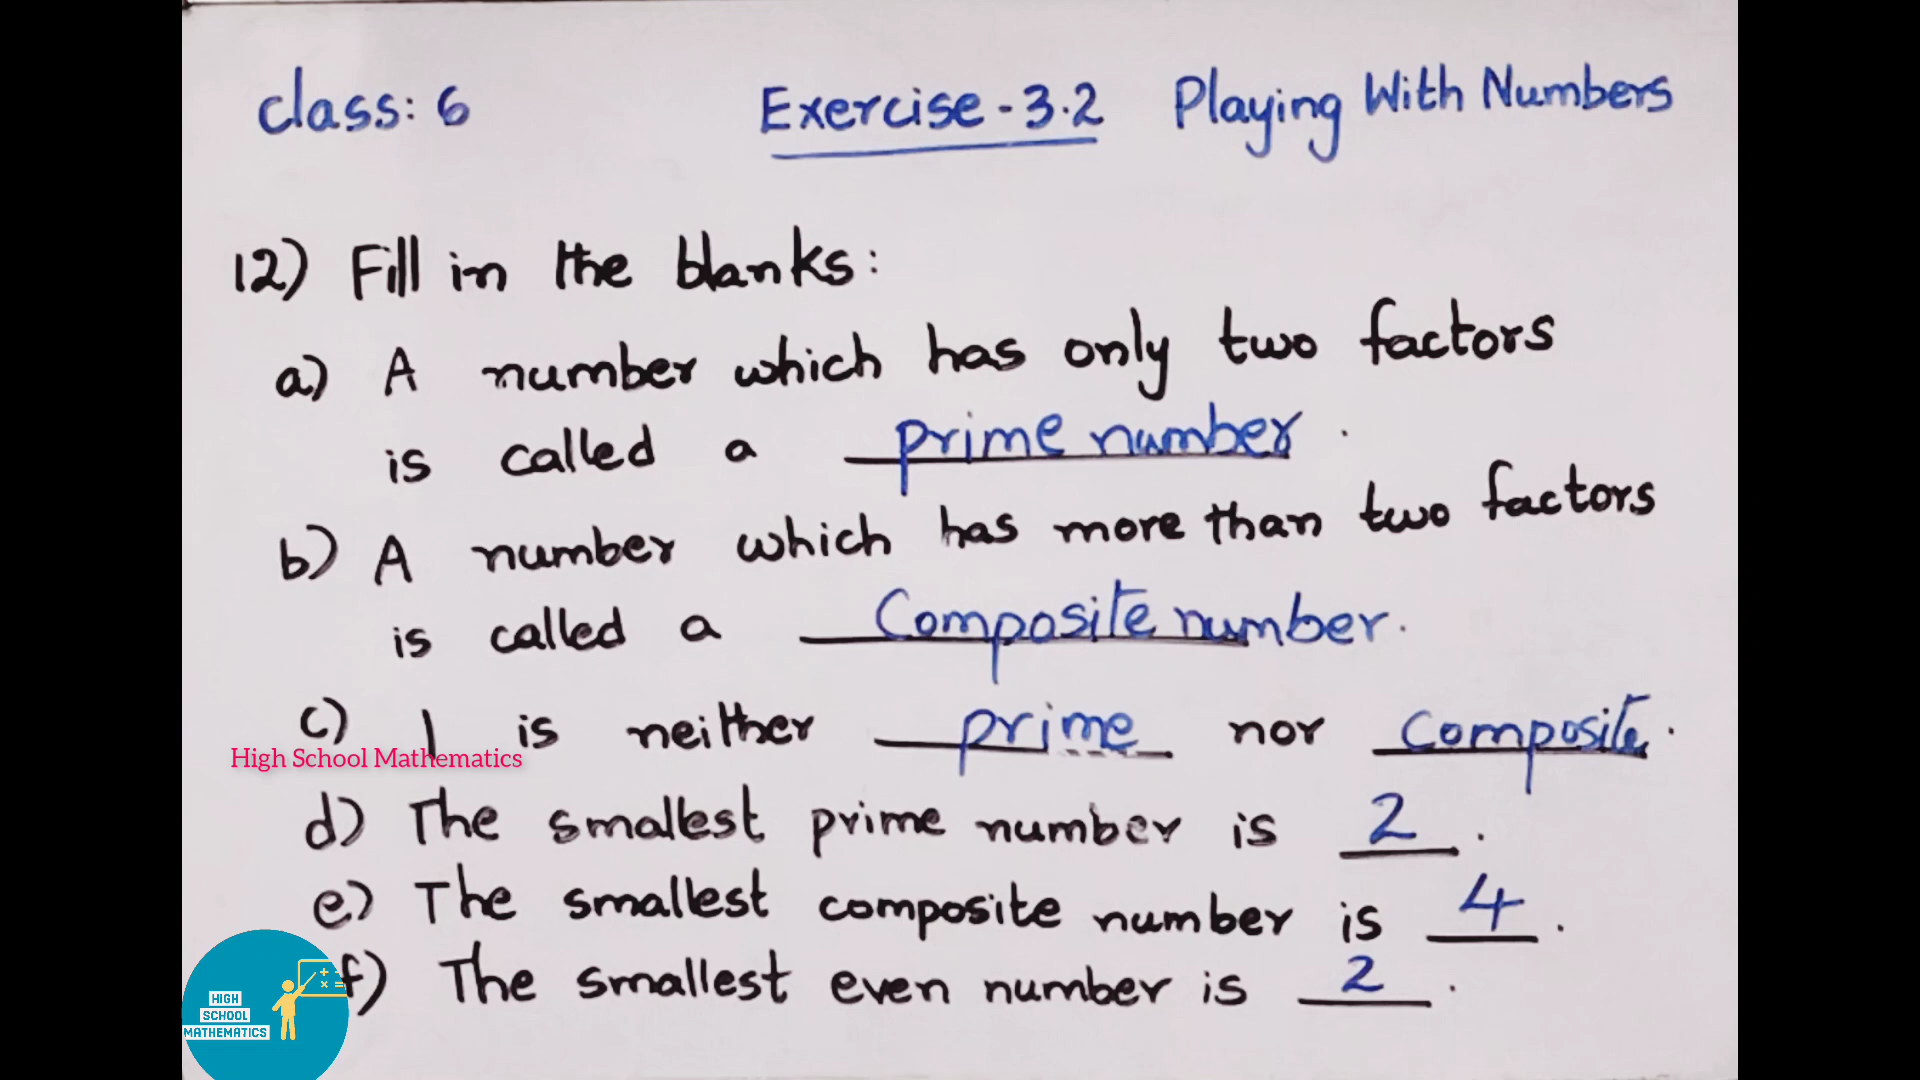 class: 6 Exercise - 3.2 Playing With Numbers
12) Fill in the blanks:
a) A number which has only two factors
is called a prime number.
b) A number which has more than two factors
is called a Composite number.
c) 1 is neither prime nor Composite.
High School Mathematics
d) The smallest prime number is 2.
e) The smallest composite number is 4.
f) The smallest even number is 2.
HIGH
SCHOOL
MATHEMATICS